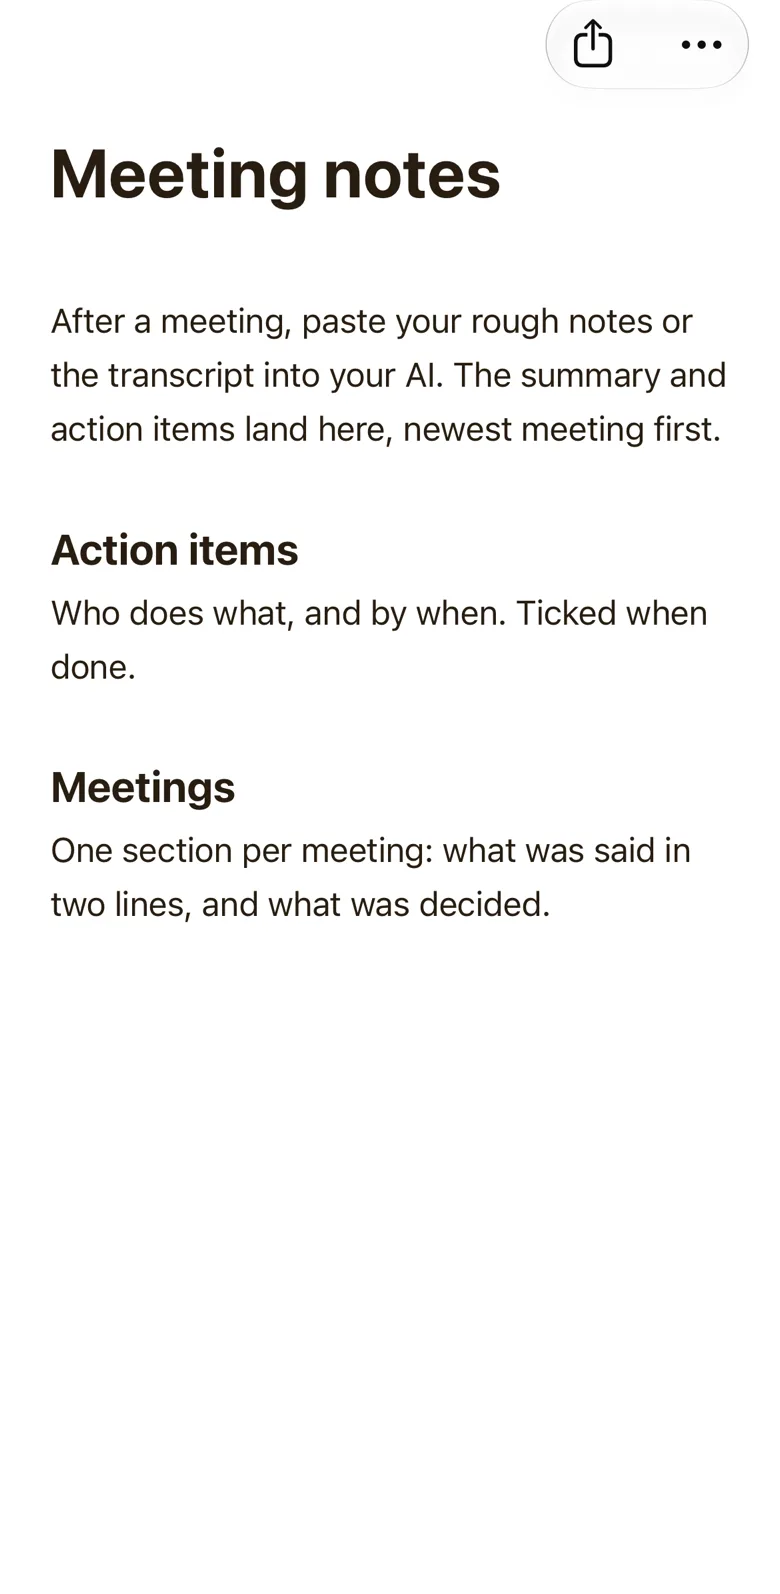 Meeting notes
After a meeting, paste your rough notes or
the transcript into your AI. The summary and
action items land here, newest meeting first.
Action items
Who does what, and by when. Ticked when
done.
Meetings
One section per meeting: what was said in
two lines, and what was decided.